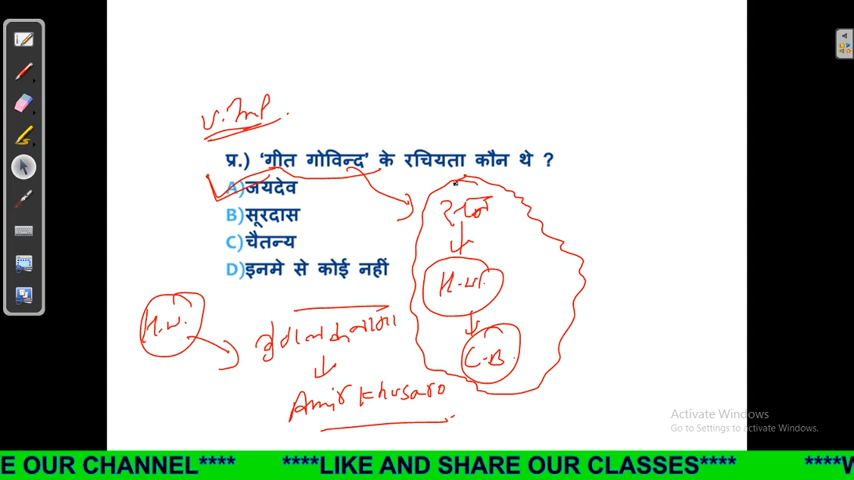 V. Imp.
प्र.) ‘गीत गोविन्द’ के रचियता कौन थे ?
A)जयदेव
B)सूरदास
C)चैतन्य
D)इनमे से कोई नहीं
H.W.
H.W.
C-B.
Amir Khusaro
Activate Windows
Go to Settings to activate Windows.
E OUR CHANNEL**** ****LIKE AND SHARE OUR CLASSES**** ****W